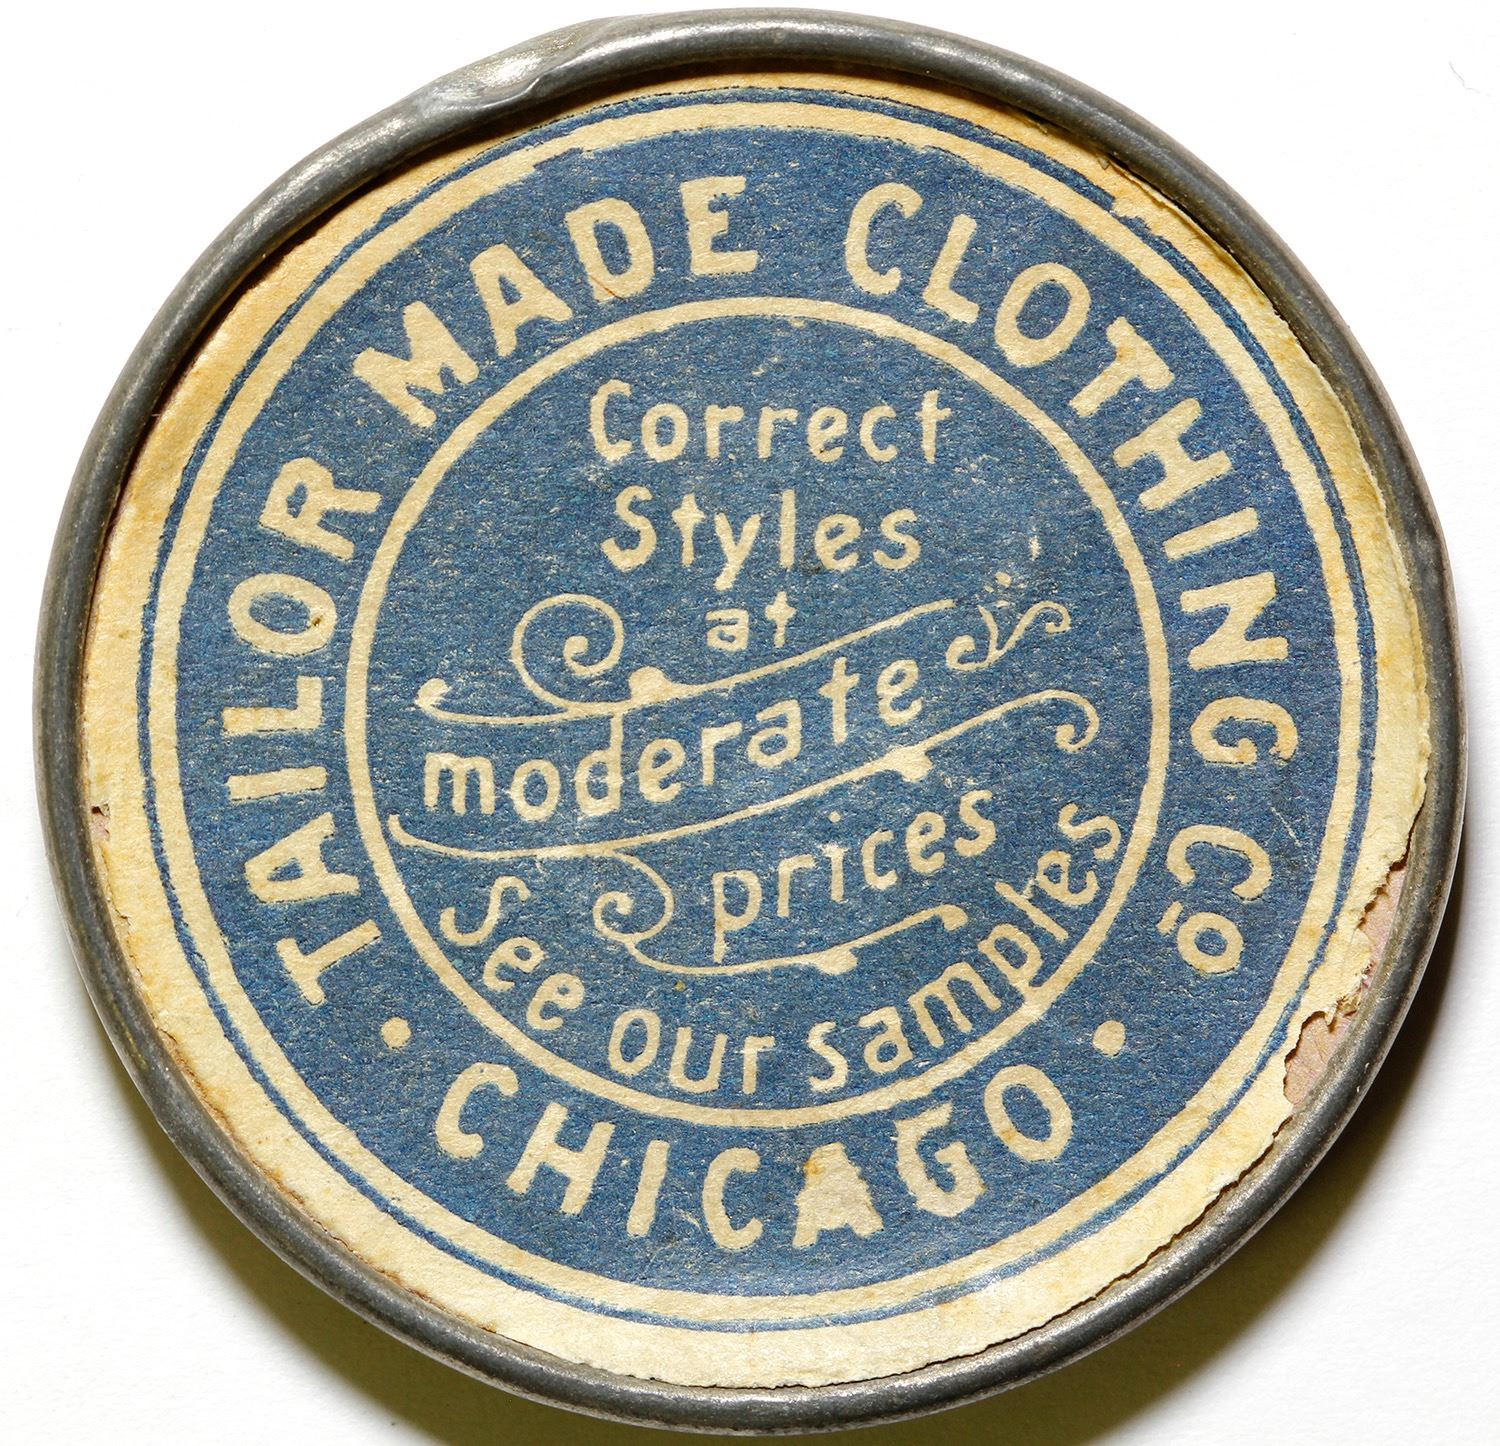 TAILOR MADE CLOTHING Cº
Correct
Styles
at
moderate
prices
See our samples
• CHICAGO •